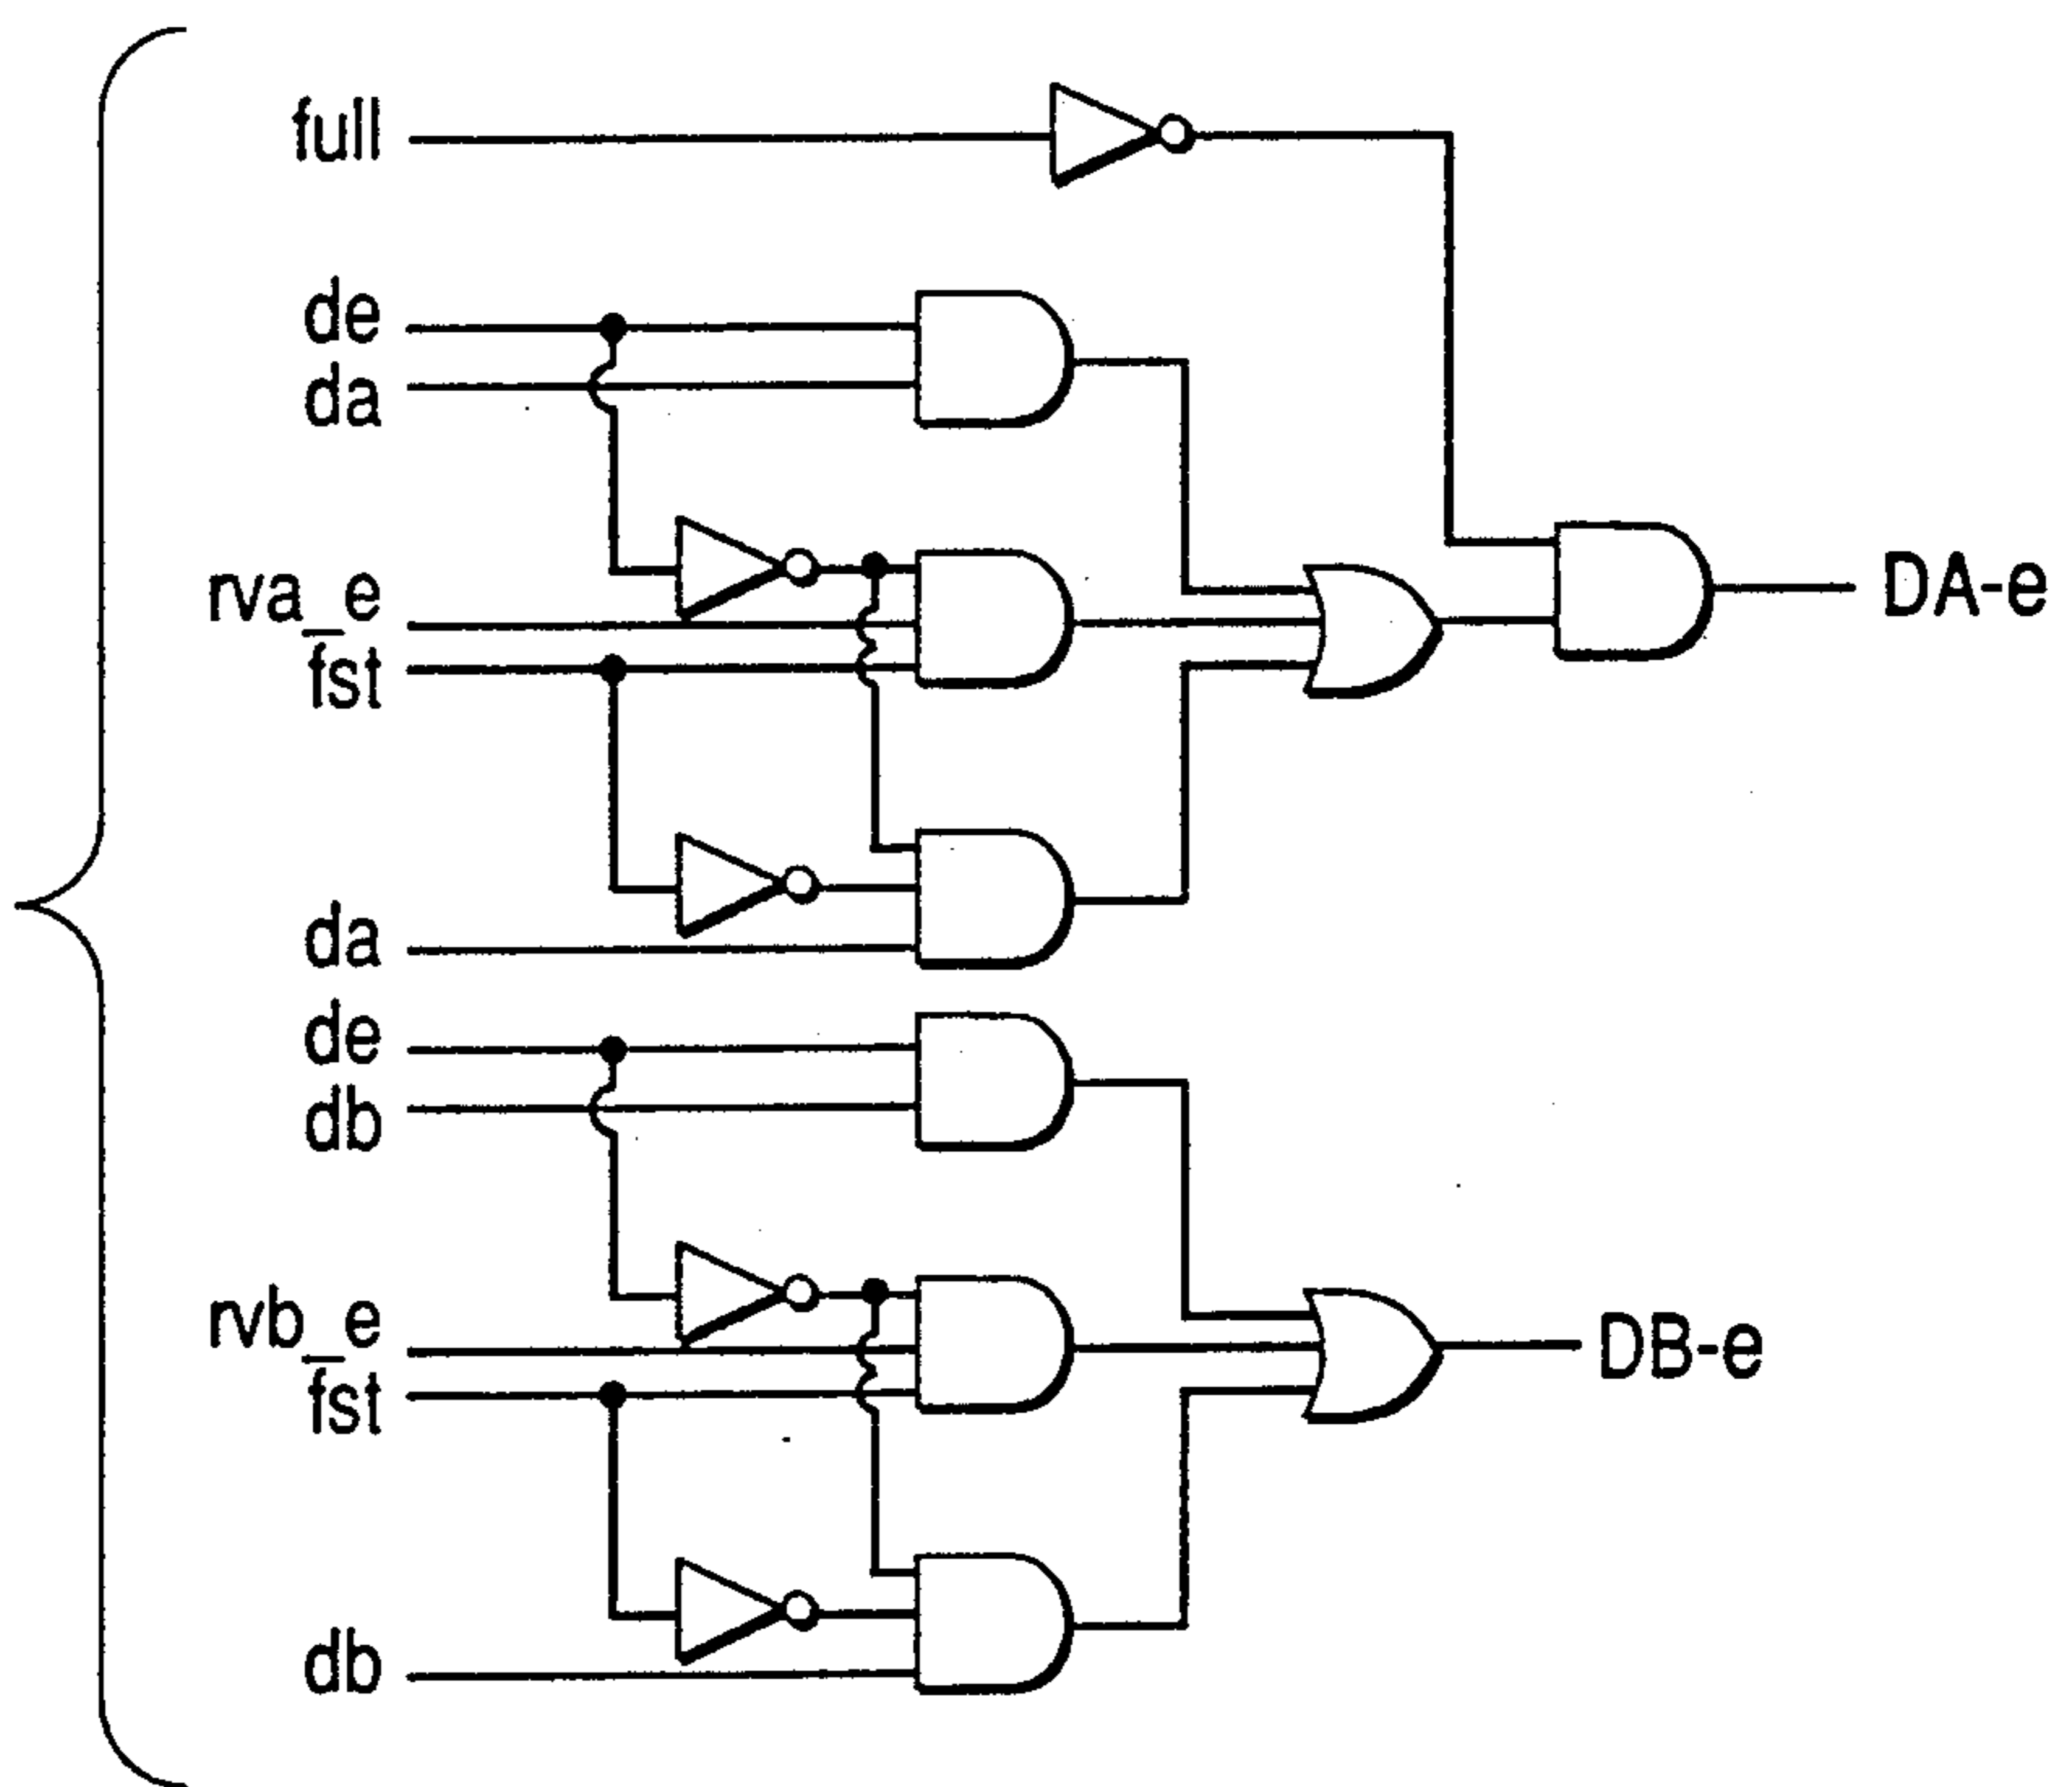 full
de
da
rva_e
fst
da
DA-e
de
db
rvb_e
fst
db
DB-e